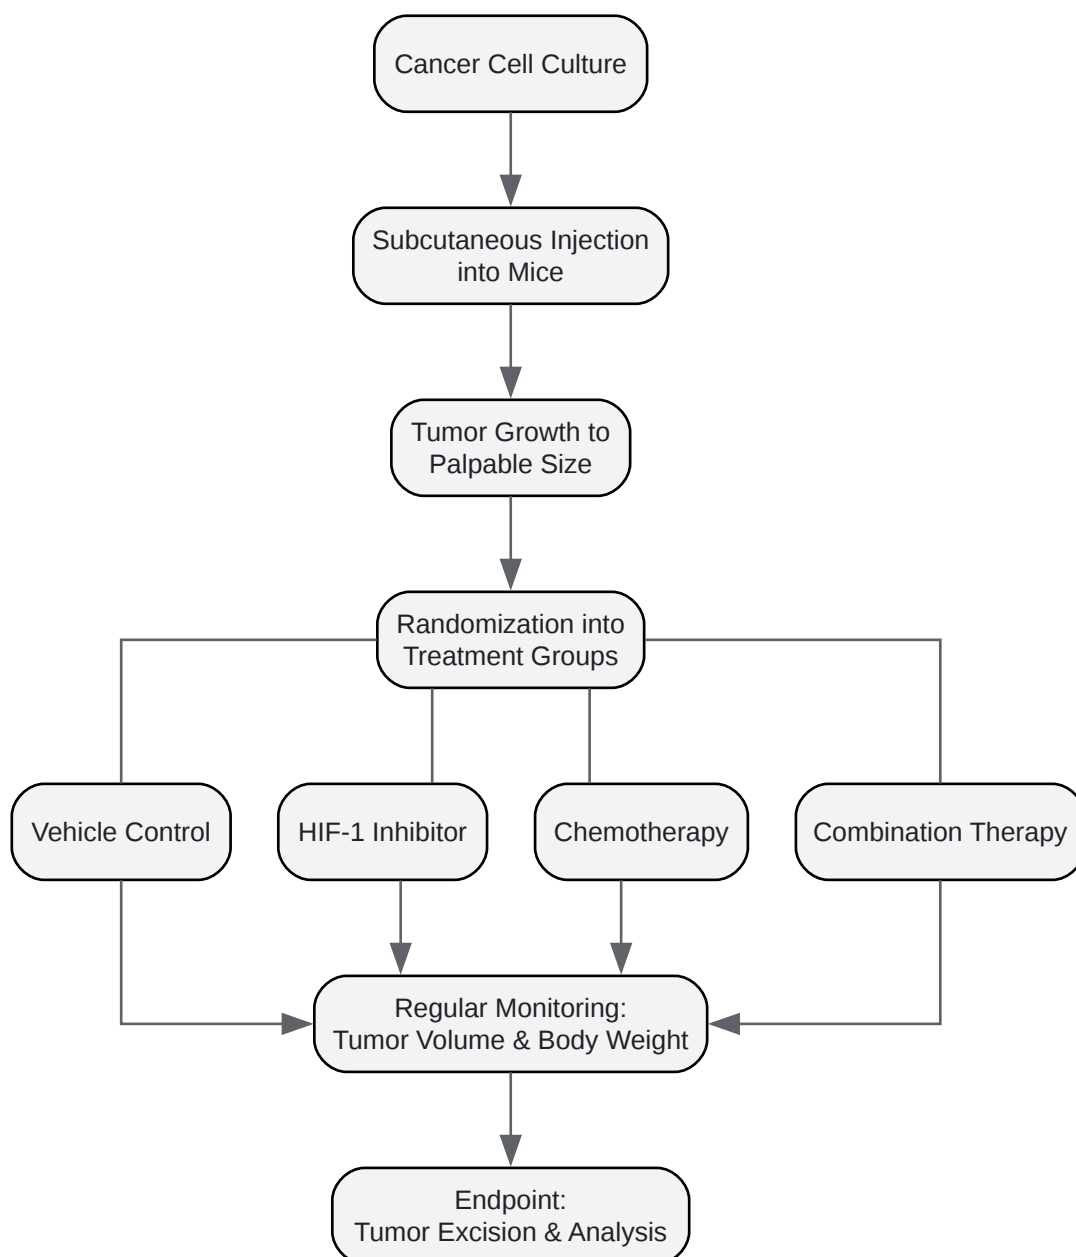 Cancer Cell Culture
Subcutaneous Injection
into Mice
Tumor Growth to
Palpable Size
Randomization into
Treatment Groups
Vehicle Control
HIF-1 Inhibitor
Chemotherapy
Combination Therapy
Regular Monitoring:
Tumor Volume & Body Weight
Endpoint:
Tumor Excision & Analysis